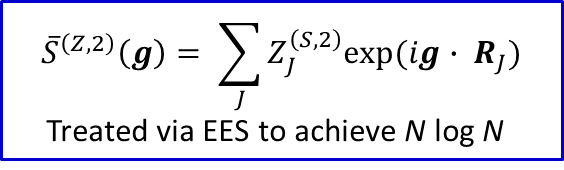 S̄^(Z,2)(g) = ∑_J Z_J^(S,2) exp(ig · R_J)
Treated via EES to achieve N log N